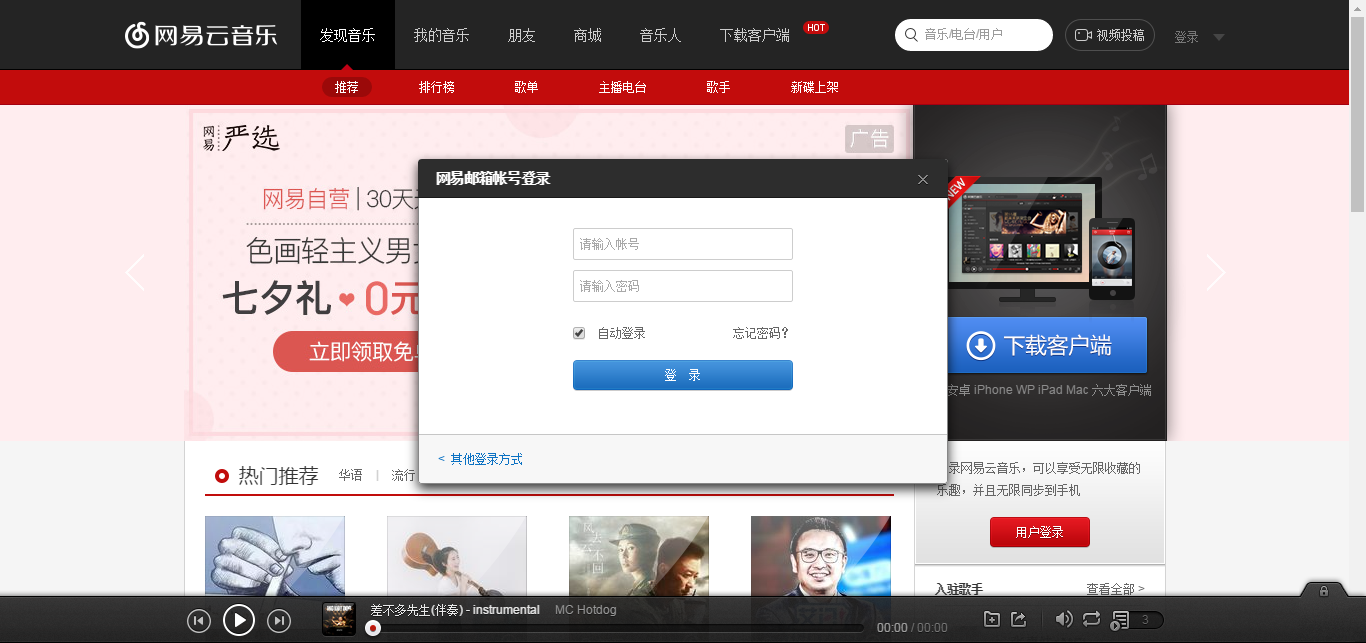 网易云音乐
发现音乐
我的音乐
朋友
商城
音乐人
下载客户端
HOT
音乐/电台/用户
视频投稿
登录
推荐
排行榜
歌单
主播电台
歌手
新碟上架
网易严选
广告
网易自营 | 30天
色画轻主义男
七夕礼 0元
立即领取免
网易邮箱帐号登录
请输入帐号
请输入密码
自动登录
忘记密码?
登 录
< 其他登录方式
NEW
下载客户端
安卓 iPhone WP iPad Mac 六大客户端
录网易云音乐，可以享受无限收藏的
乐趣，并且无限同步到手机
用户登录
热门推荐
华语 | 流行
风云不回
入驻歌手
查看全部 >
差不多先生(伴奏) - instrumental
MC Hotdog
00:00 / 00:00
3